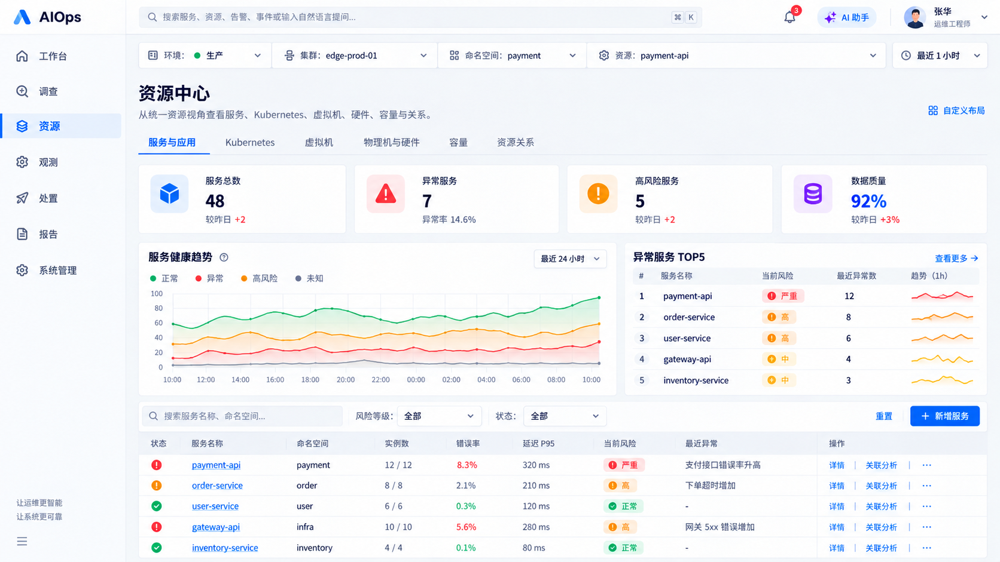 AIOps
搜索服务、资源、告警、事件或输入自然语言提问...
⌘ K
3
AI 助手
张华
运维工程师
工作台
调查
资源
观测
处置
报告
系统管理
让运维更智能
让系统更可靠
环境： 生产
集群： edge-prod-01
命名空间： payment
资源： payment-api
最近 1 小时
资源中心
从统一资源视角查看服务、Kubernetes、虚拟机、硬件、容量与关系。
自定义布局
服务与应用 Kubernetes 虚拟机 物理机与硬件 容量 资源关系
服务总数
48
较昨日 +2
异常服务
7
异常率 14.6%
高风险服务
5
较昨日 +2
数据质量
92%
较昨日 +3%
服务健康趋势
最近 24 小时
正常 异常 高风险 未知
100
80
60
40
20
0
10:00 12:00 14:00 16:00 18:00 20:00 22:00 00:00 02:00 04:00 06:00 08:00 10:00
异常服务 TOP5
查看更多 →
# 服务名称 当前风险 最近异常数 趋势（1h）
1 payment-api 严重 12
2 order-service 高 8
3 user-service 高 6
4 gateway-api 中 4
5 inventory-service 中 3
搜索服务名称、命名空间...
风险等级： 全部
状态： 全部
重置
+ 新增服务
状态 服务名称 命名空间 实例数 错误率 延迟 P95 当前风险 最近异常 操作
payment-api payment 12 / 12 8.3% 320 ms 严重 支付接口错误率升高 详情 | 关联分析 | ···
order-service order 8 / 8 2.1% 210 ms 高 下单超时增加 详情 | 关联分析 | ···
user-service user 6 / 6 0.3% 120 ms 正常 - 详情 | 关联分析 | ···
gateway-api infra 10 / 10 5.6% 280 ms 高 网关 5xx 错误增加 详情 | 关联分析 | ···
inventory-service inventory 4 / 4 0.1% 80 ms 正常 - 详情 | 关联分析 | ···